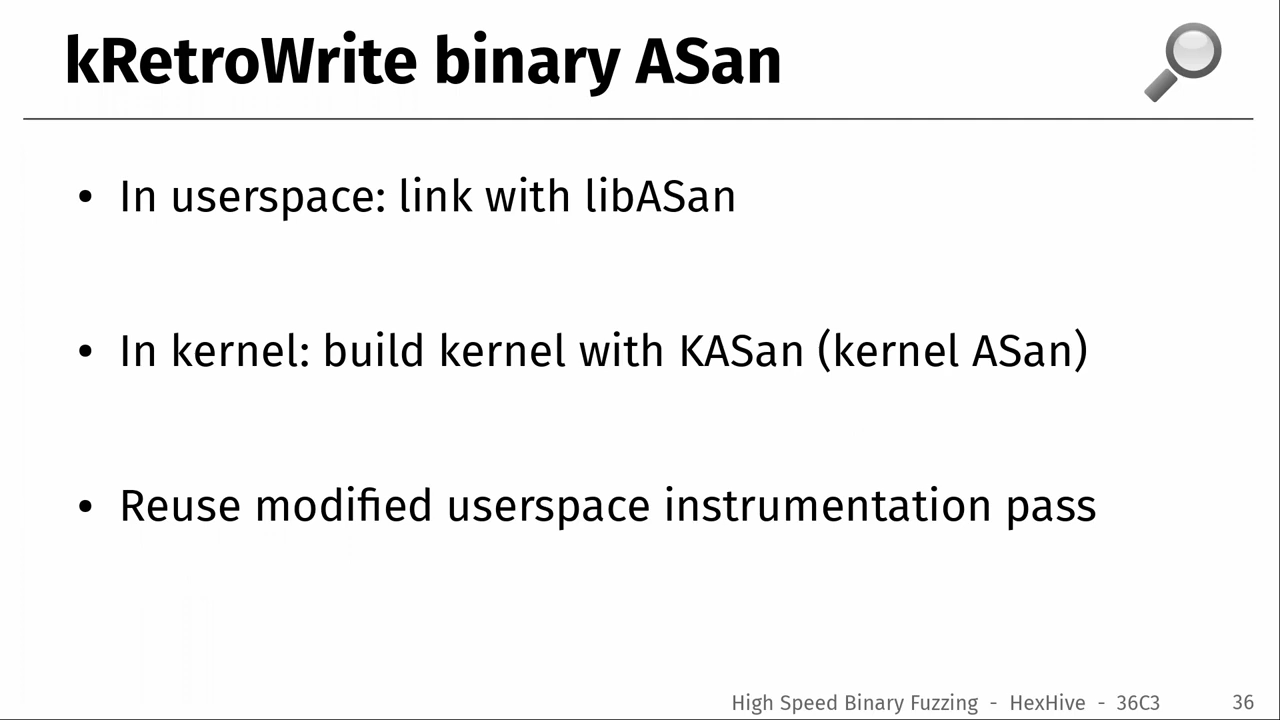 kRetroWrite binary ASan
• In userspace: link with libASan
• In kernel: build kernel with KASan (kernel ASan)
• Reuse modified userspace instrumentation pass
High Speed Binary Fuzzing - HexHive - 36C3 36